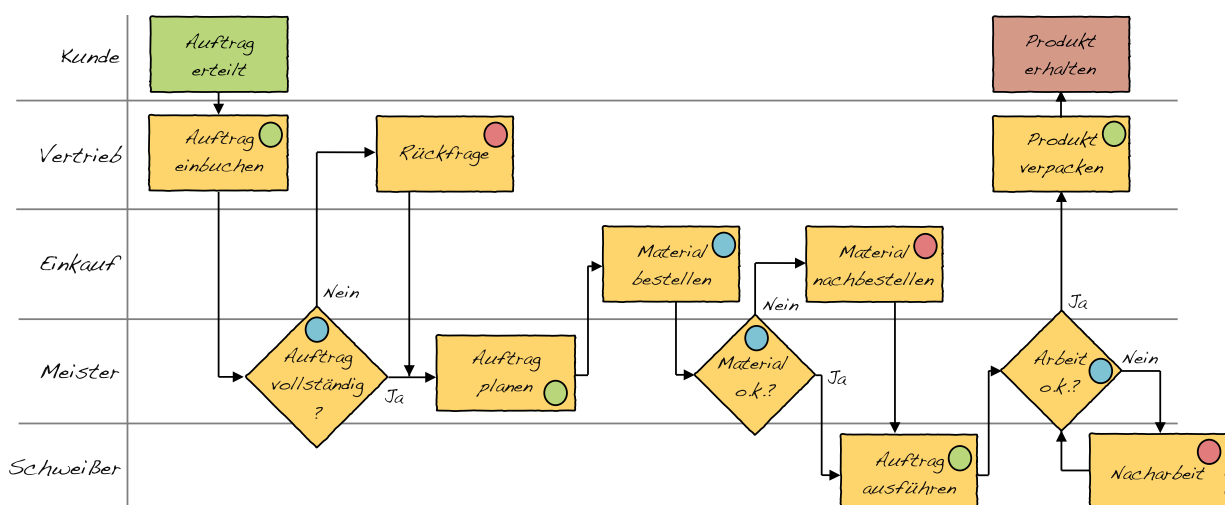 Kunde
Auftrag
erteilt
Produkt
erhalten
Vertrieb
Auftrag
einbuchen
Rückfrage
Produkt
verpacken
Einkauf
Material
bestellen
Material
nachbestellen
Nein
Nein
Ja
Meister
Auftrag
vollständig
?
Ja
Auftrag
planen
Material
o.k.?
Ja
Arbeit
o.k.?
Nein
Schweißer
Auftrag
ausführen
Nacharbeit